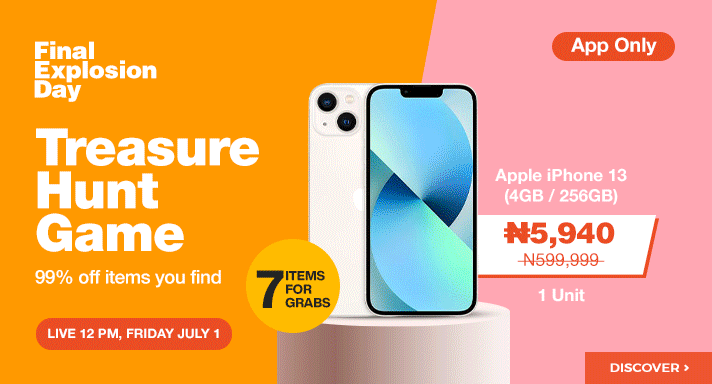 Final
Explosion
Day
Treasure
Hunt
Game
99% off items you find
LIVE 12 PM, FRIDAY JULY 1
7 ITEMS
FOR
GRABS
App Only
Apple iPhone 13
(4GB / 256GB)
₦5,940
N599,999
1 Unit
DISCOVER ›